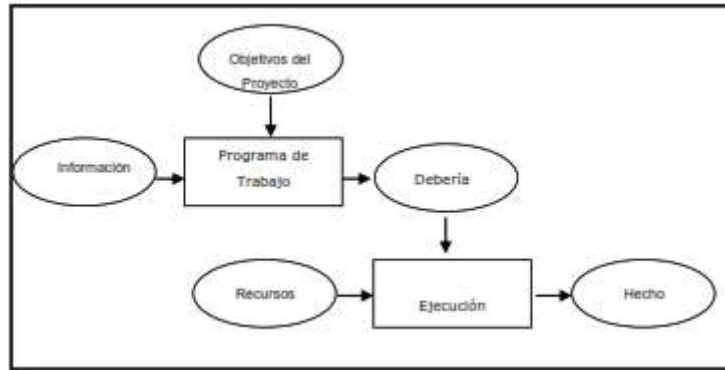 Objetivos del
Proyecto
Información
Programa de
Trabajo
Debería
Recursos
Ejecución
Hecho